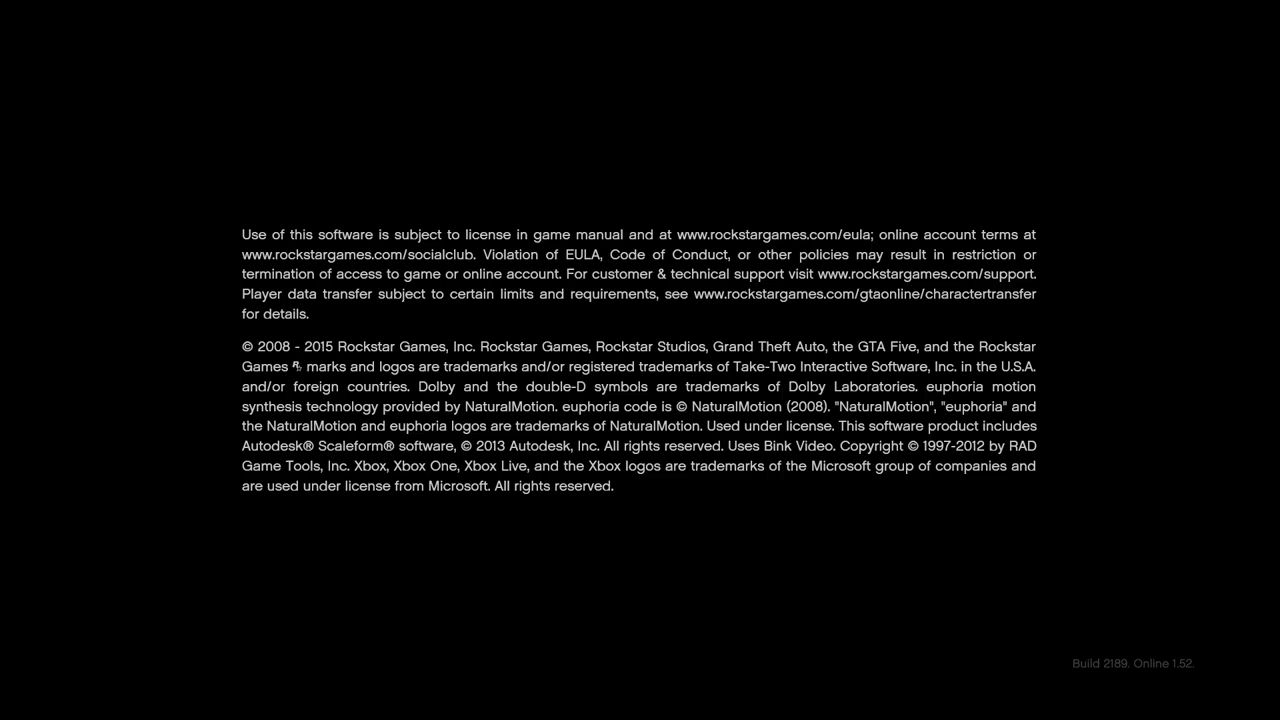 Use of this software is subject to license in game manual and at www.rockstargames.com/eula; online account terms at
www.rockstargames.com/socialclub. Violation of EULA, Code of Conduct, or other policies may result in restriction or
termination of access to game or online account. For customer & technical support visit www.rockstargames.com/support.
Player data transfer subject to certain limits and requirements, see www.rockstargames.com/gtaonline/charactertransfer
for details.
© 2008 - 2015 Rockstar Games, Inc. Rockstar Games, Rockstar Studios, Grand Theft Auto, the GTA Five, and the Rockstar
Games R* marks and logos are trademarks and/or registered trademarks of Take-Two Interactive Software, Inc. in the U.S.A.
and/or foreign countries. Dolby and the double-D symbols are trademarks of Dolby Laboratories. euphoria motion
synthesis technology provided by NaturalMotion. euphoria code is © NaturalMotion (2008). "NaturalMotion", "euphoria" and
the NaturalMotion and euphoria logos are trademarks of NaturalMotion. Used under license. This software product includes
Autodesk® Scaleform® software, © 2013 Autodesk, Inc. All rights reserved. Uses Bink Video. Copyright © 1997-2012 by RAD
Game Tools, Inc. Xbox, Xbox One, Xbox Live, and the Xbox logos are trademarks of the Microsoft group of companies and
are used under license from Microsoft. All rights reserved.
Build 2189. Online 1.52.